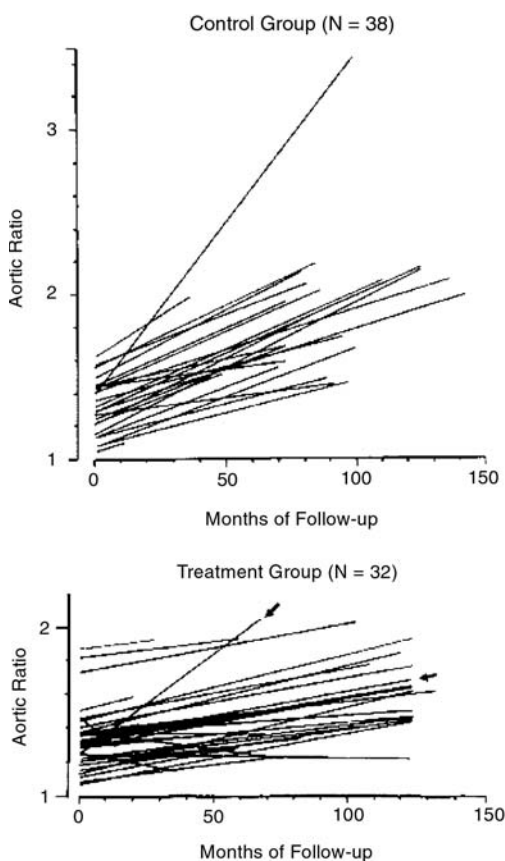 Control Group (N = 38)
3
2
1
Aortic Ratio
0 50 100 150
Months of Follow-up
Treatment Group (N = 32)
2
1
Aortic Ratio
0 50 100 150
Months of Follow-up